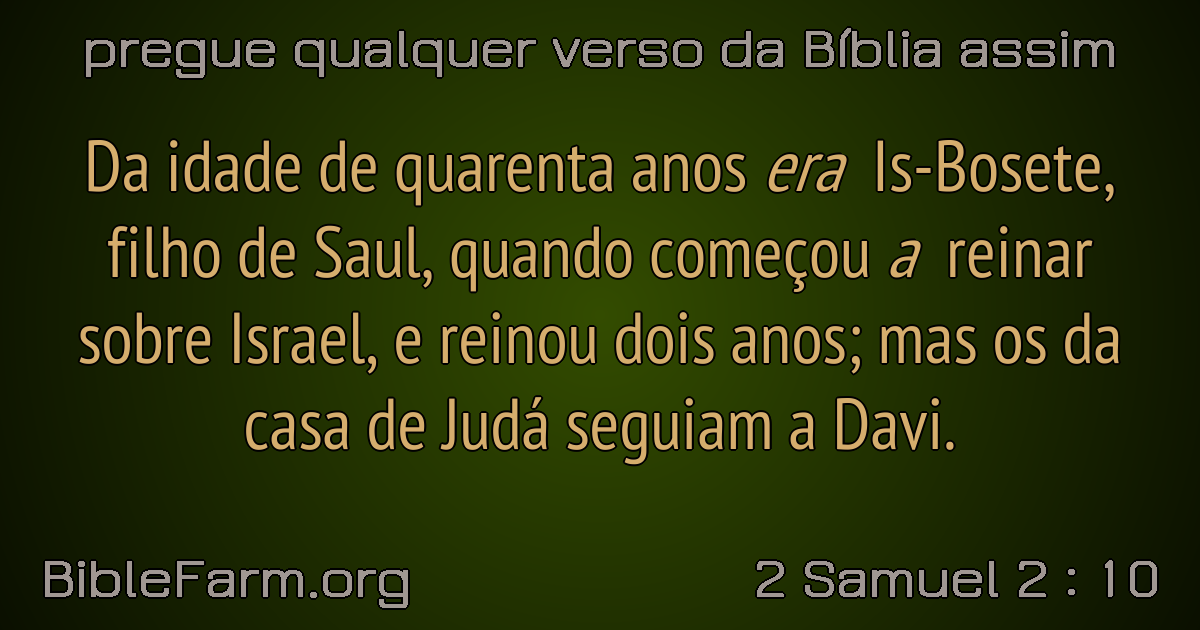 pregue qualquer verso da Bíblia assim
Da idade de quarenta anos era Is-Bosete,
filho de Saul, quando começou a reinar
sobre Israel, e reinou dois anos; mas os da
casa de Judá seguiam a Davi.
BibleFarm.org
2 Samuel 2 : 10